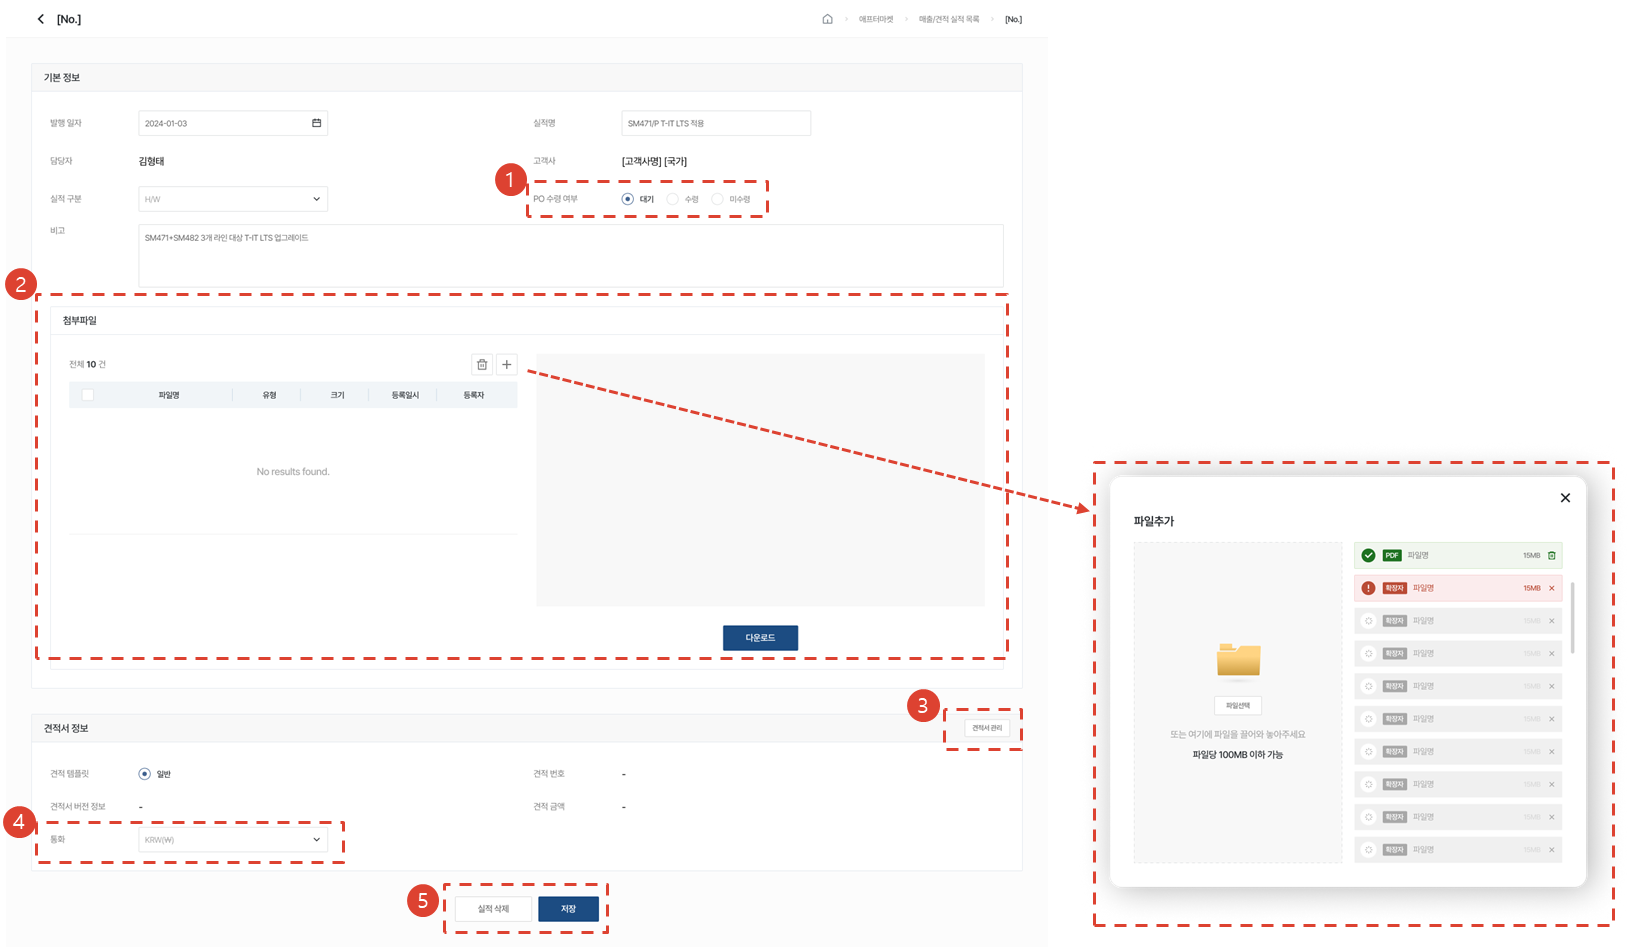 [No.]
애프터마켓
매출/견적 실적 목록
[No.]
기본 정보
발행 일자
2024-01-03
실적명
SM471/P T-IT LTS 적용
담당자
김형태
고객사
[고객사명] [국가]
1
실적 구분
H/W
PO 수령 여부
대기
수령
미수령
비고
SM471+SM482 3개 라인 대상 T-IT LTS 업그레이드
2
첨부파일
전체 10 건
파일명
유형
크기
등록일시
등록자
No results found.
다운로드
3
견적서 정보
견적서 관리
견적 템플릿
일반
견적 번호
-
견적서 버전 정보
-
견적 금액
-
4
통화
KRW(₩)
5
실적 삭제
저장
파일추가
파일선택
또는 여기에 파일을 끌어와 놓아주세요
파일당 100MB 이하 가능
PDF 파일명 15MB
확장자 파일명 15MB
확장자 파일명 15MB
확장자 파일명 15MB
확장자 파일명 15MB
확장자 파일명 15MB
확장자 파일명 15MB
확장자 파일명 15MB
확장자 파일명 15MB
확장자 파일명 15MB